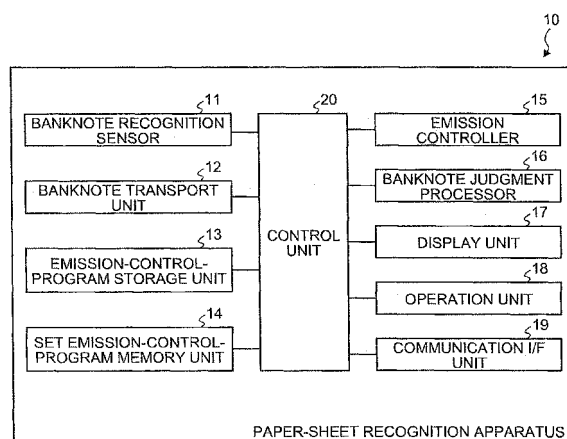 10
11
BANKNOTE RECOGNITION
SENSOR
12
BANKNOTE TRANSPORT
UNIT
13
EMISSION-CONTROL-
PROGRAM STORAGE UNIT
14
SET EMISSION-CONTROL-
PROGRAM MEMORY UNIT
20
CONTROL
UNIT
15
EMISSION
CONTROLLER
16
BANKNOTE JUDGMENT
PROCESSOR
17
DISPLAY UNIT
18
OPERATION UNIT
19
COMMUNICATION I/F
UNIT
PAPER-SHEET RECOGNITION APPARATUS